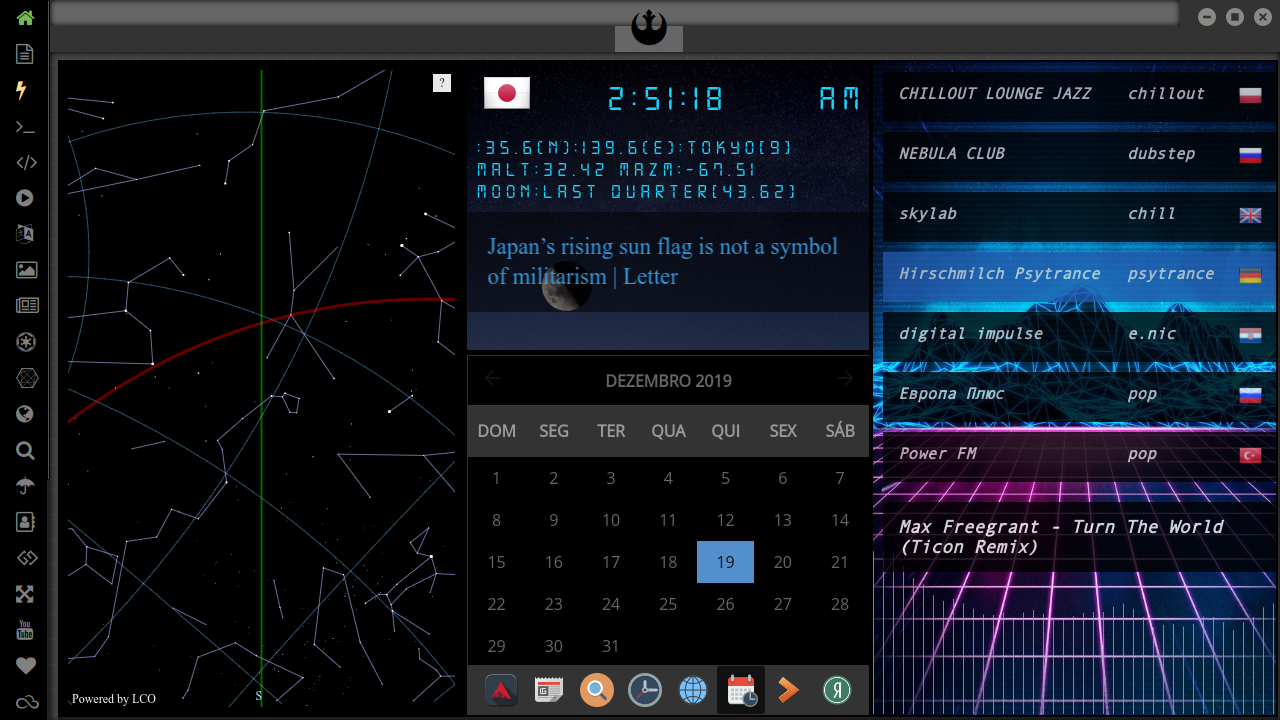 ?
Powered by LCO
S
2:51:18 AM
:35.6(N):139.6(E):TOKYO(9)
MALT:32.42 MAZM:-67.51
MOON:LAST QUARTER(43.62)
Japan’s rising sun flag is not a symbol
of militarism | Letter
DEZEMBRO 2019
DOM SEG TER QUA QUI SEX SÁB
1 2 3 4 5 6 7
8 9 10 11 12 13 14
15 16 17 18 19 20 21
22 23 24 25 26 27 28
29 30 31
Я
CHILLOUT LOUNGE JAZZ chillout
NEBULA CLUB dubstep
skylab chill
Hirschmilch Psytrance psytrance
digital impulse e.nic
Европа Плюс pop
Power FM pop
Max Freegrant - Turn The World
(Ticon Remix)
You
Tube